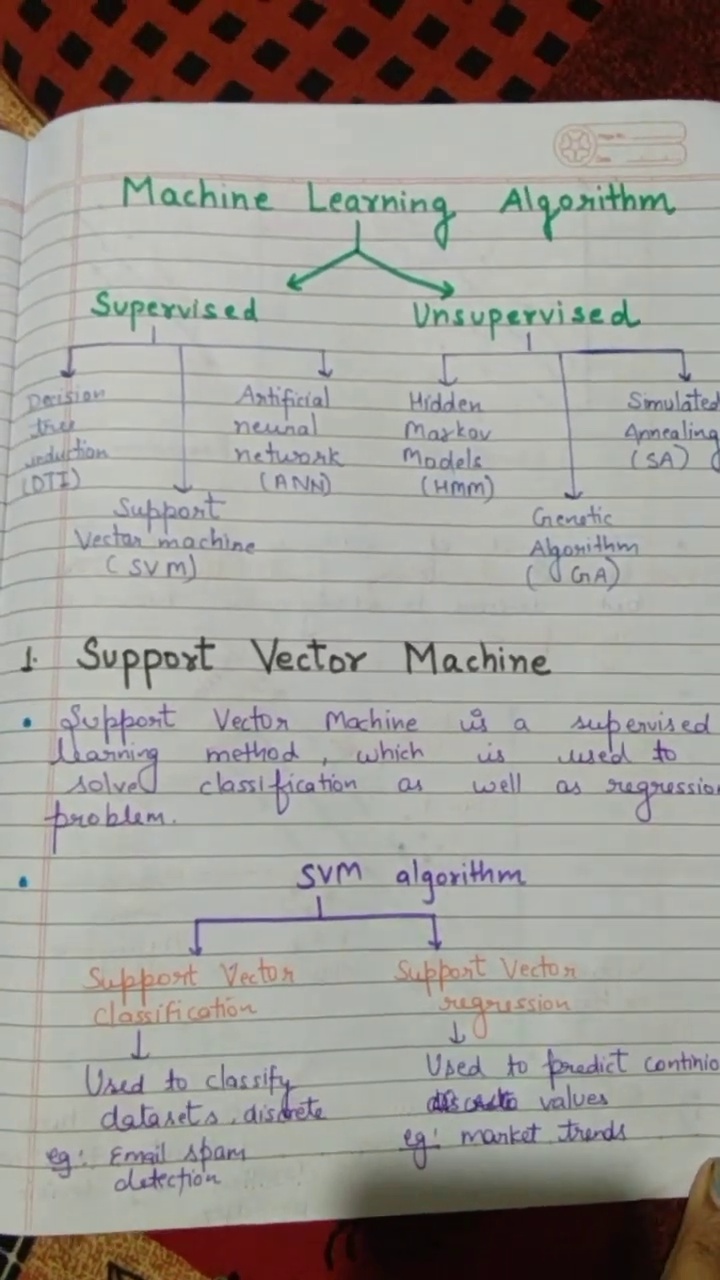 Machine Learning Algorithm
Supervised
Unsupervised
Decision
tree
induction
(DTI)
Support
Vector machine
(SVM)
Artificial
neural
network
(ANN)
Hidden
Markov
Models
(HMM)
Genetic
Algorithm
(GA)
Simulated
Annealing
(SA)
1. Support Vector Machine
• Support Vector Machine is a supervised
learning method, which is used to
solve classification as well as regressio
problem.
• SVM algorithm
Support Vector
classification
Used to classify
datasets, discrete
eg: Email spam
detection
Support Vector
regression
Used to predict continio
values
eg: market trends